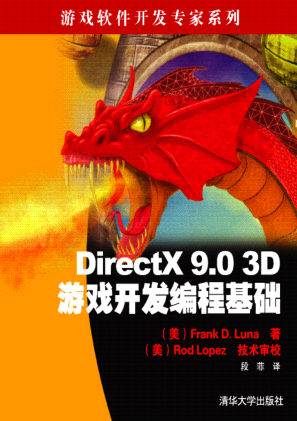 游戏软件开发专家系列
DirectX 9.0 3D
游戏开发编程基础
（美）Frank D. Luna 著
（美）Rod Lopez 技术审校
段菲 译
清华大学出版社